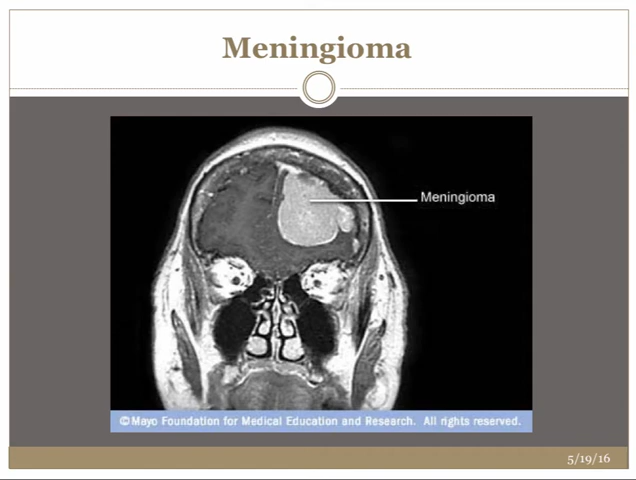 Meningioma
Meningioma
©Mayo Foundation for Medical Education and Research. All rights reserved.
5/19/16